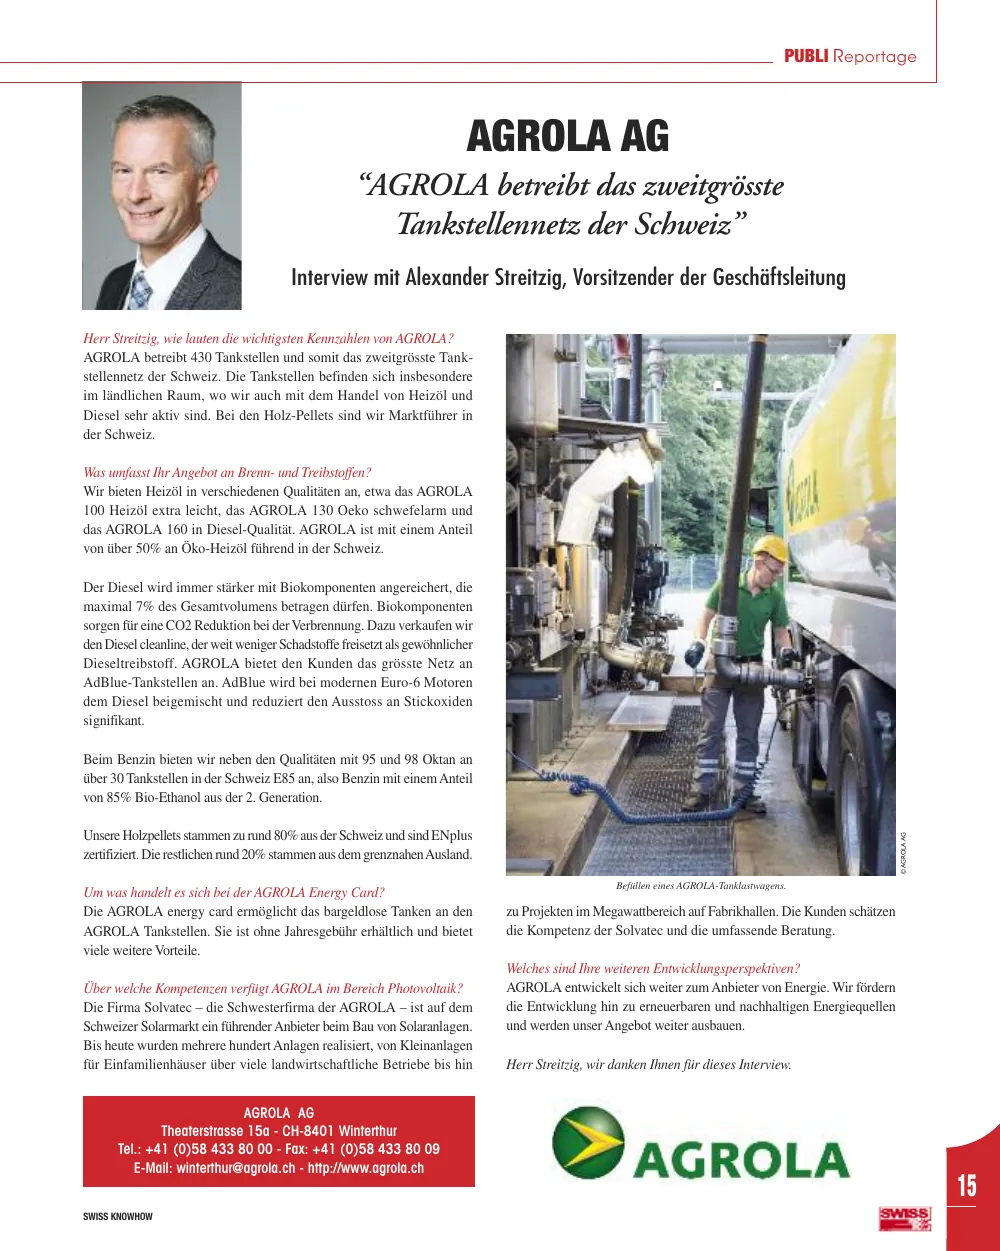 PUBLI Reportage
AGROLA AG
“AGROLA betreibt das zweitgrösste
Tankstellennetz der Schweiz”
Interview mit Alexander Streitzig, Vorsitzender der Geschäftsleitung
Herr Streitzig, wie lauten die wichtigsten Kennzahlen von AGROLA?
AGROLA betreibt 430 Tankstellen und somit das zweitgrösste Tank-
stellennetz der Schweiz. Die Tankstellen befinden sich insbesondere
im ländlichen Raum, wo wir auch mit dem Handel von Heizöl und
Diesel sehr aktiv sind. Bei den Holz-Pellets sind wir Marktführer in
der Schweiz.
Was umfasst Ihr Angebot an Brenn- und Treibstoffen?
Wir bieten Heizöl in verschiedenen Qualitäten an, etwa das AGROLA
100 Heizöl extra leicht, das AGROLA 130 Oeko schwefelarm und
das AGROLA 160 in Diesel-Qualität. AGROLA ist mit einem Anteil
von über 50% an Öko-Heizöl führend in der Schweiz.
Der Diesel wird immer stärker mit Biokomponenten angereichert, die
maximal 7% des Gesamtvolumens betragen dürfen. Biokomponenten
sorgen für eine CO2 Reduktion bei der Verbrennung. Dazu verkaufen wir
den Diesel cleanline, der weit weniger Schadstoffe freisetzt als gewöhnlicher
Dieseltreibstoff. AGROLA bietet den Kunden das grösste Netz an
AdBlue-Tankstellen an. AdBlue wird bei modernen Euro-6 Motoren
dem Diesel beigemischt und reduziert den Ausstoss an Stickoxiden
signifikant.
Beim Benzin bieten wir neben den Qualitäten mit 95 und 98 Oktan an
über 30 Tankstellen in der Schweiz E85 an, also Benzin mit einem Anteil
von 85% Bio-Ethanol aus der 2. Generation.
Unsere Holzpellets stammen zu rund 80% aus der Schweiz und sind ENplus
zertifiziert. Die restlichen rund 20% stammen aus dem grenznahen Ausland.
Um was handelt es sich bei der AGROLA Energy Card?
Die AGROLA energy card ermöglicht das bargeldlose Tanken an den
AGROLA Tankstellen. Sie ist ohne Jahresgebühr erhältlich und bietet
viele weitere Vorteile.
Über welche Kompetenzen verfügt AGROLA im Bereich Photovoltaik?
Die Firma Solvatec – die Schwesterfirma der AGROLA – ist auf dem
Schweizer Solarmarkt ein führender Anbieter beim Bau von Solaranlagen.
Bis heute wurden mehrere hundert Anlagen realisiert, von Kleinanlagen
für Einfamilienhäuser über viele landwirtschaftliche Betriebe bis hin
© AGROLA AG
Befüllen eines AGROLA-Tanklastwagens.
zu Projekten im Megawattbereich auf Fabrikhallen. Die Kunden schätzen
die Kompetenz der Solvatec und die umfassende Beratung.
Welches sind Ihre weiteren Entwicklungsperspektiven?
AGROLA entwickelt sich weiter zum Anbieter von Energie. Wir fördern
die Entwicklung hin zu erneuerbaren und nachhaltigen Energiequellen
und werden unser Angebot weiter ausbauen.
Herr Streitzig, wir danken Ihnen für dieses Interview.
AGROLA AG
Theaterstrasse 15a - CH-8401 Winterthur
Tel.: +41 (0)58 433 80 00 - Fax: +41 (0)58 433 80 09
E-Mail: winterthur@agrola.ch - http://www.agrola.ch
AGROLA
15
SWISS KNOWHOW
SWISS